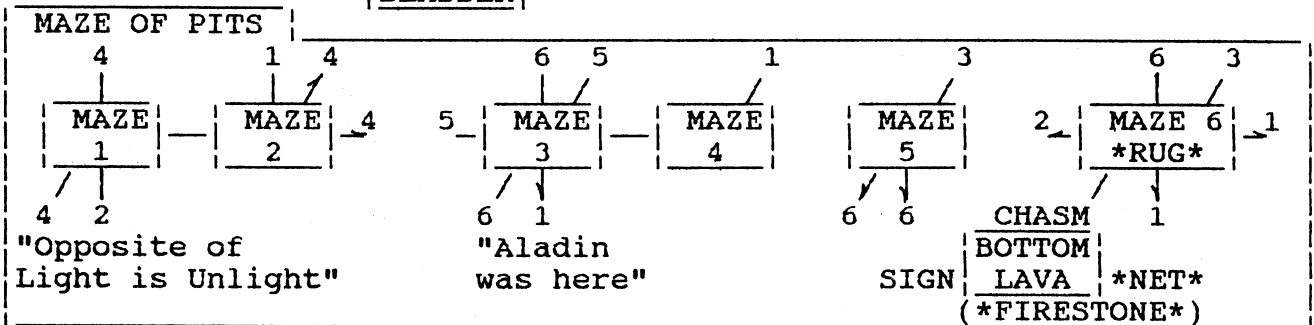 MAZE OF PITS
4 1 4 6 5 1 3 6 3
MAZE MAZE 4 5 MAZE MAZE MAZE 2 MAZE 6 1
1 2 3 4 5 *RUG*
4 2 6 1 6 6 CHASM 1
"Opposite of "Aladin BOTTOM
Light is Unlight" was here" SIGN LAVA *NET*
(*FIRESTONE*)